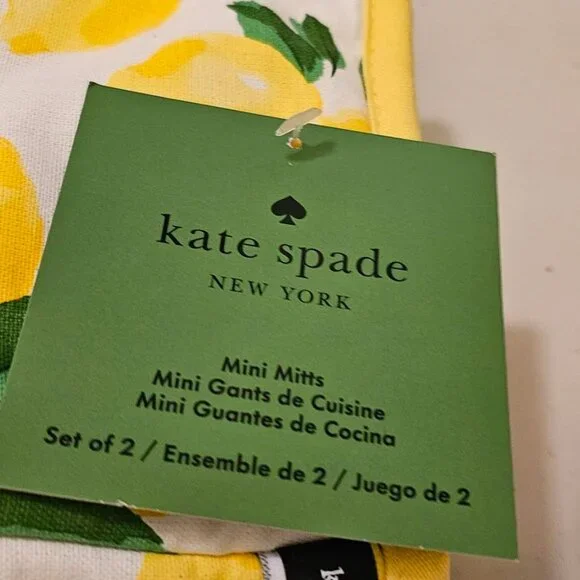 kate spade
NEW YORK
Mini Mitts
Mini Gants de Cuisine
Mini Guantes de Cocina
Set of 2 / Ensemble de 2 / Juego de 2